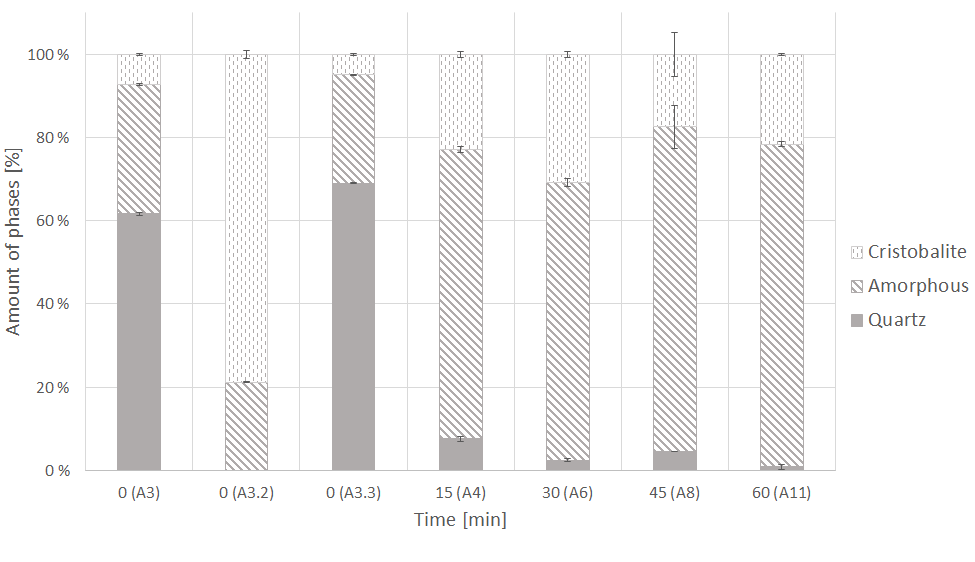 100 %
80 %
60 %
40 %
20 %
0 %
Amount of phases [%]
0 (A3)
0 (A3.2)
0 (A3.3)
15 (A4)
30 (A6)
45 (A8)
60 (A11)
Time [min]
Cristobalite
Amorphous
Quartz